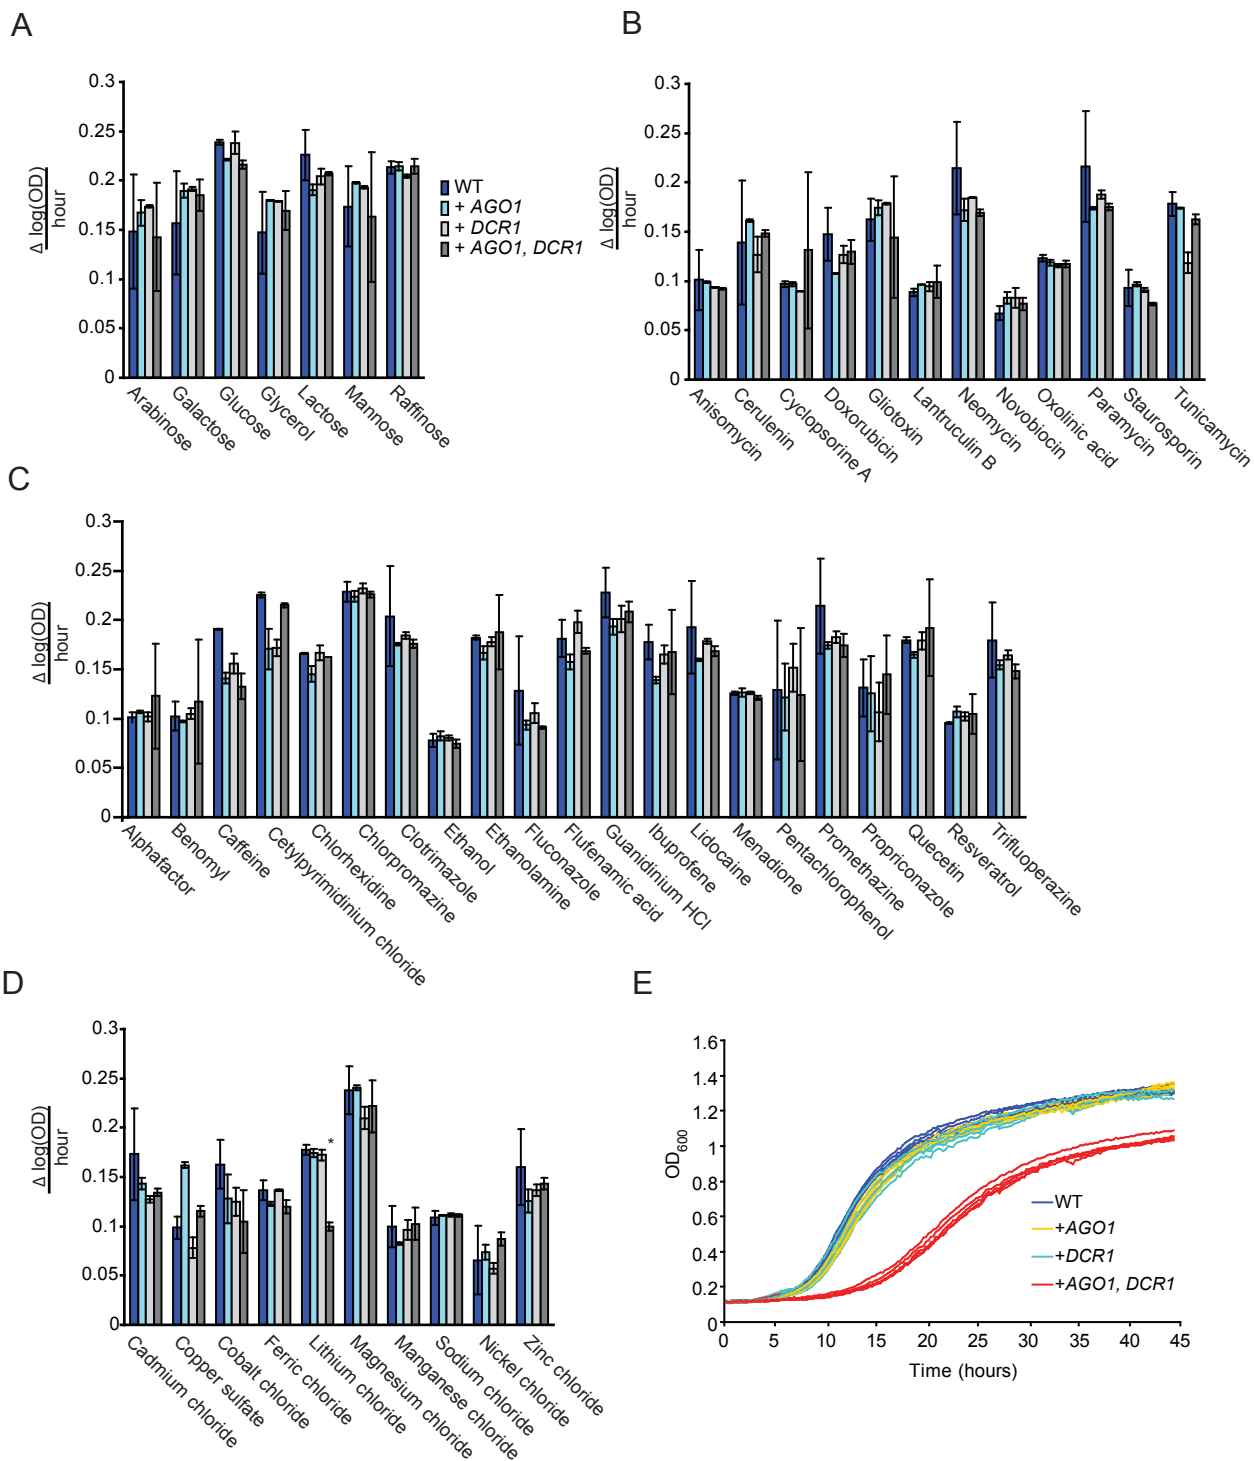 A
0.3
0.25
0.2
0.15
0.1
0.05
0
Δ log(OD)
hour
Arabinose
Galactose
Glucose
Glycerol
Lactose
Mannose
Raffinose
WT
+ AGO1
+ DCR1
+ AGO1, DCR1
B
0.3
0.25
0.2
0.15
0.1
0.05
0
Δ log(OD)
hour
Anisomycin
Cerulenin
Cyclopsorine A
Doxorubicin
Gliotoxin
Lantruculin B
Neomycin
Novobiocin
Oxolinic acid
Paramycin
Staurosporin
Tunicamycin
C
0.3
0.25
0.2
0.15
0.1
0.05
0
Δ log(OD)
hour
Alphafactor
Benomyl
Caffeine
Cetylpyrimidinium chloride
Chlorhexidine
Chlorpromazine
Clotrimazole
Ethanol
Ethanolamine
Fluconazole
Flufenamic acid
Guanidinium HCl
Ibuprofene
Lidocaine
Menadione
Pentachlorophenol
Promethazine
Propriconazole
Quecetin
Resveratrol
Trifluoperazine
D
0.3
0.25
0.2
0.15
0.1
0.05
0
Δ log(OD)
hour
*
Cadmium chloride
Copper sulfate
Cobalt chloride
Ferric chloride
Lithium chloride
Magnesium chloride
Manganese chloride
Sodium chloride
Nickel chloride
Zinc chloride
E
1.6
1.4
1.2
1
0.8
0.6
0.4
0.2
0
OD600
WT
+AGO1
+DCR1
+AGO1, DCR1
0 5 10 15 20 25 30 35 40 45
Time (hours)